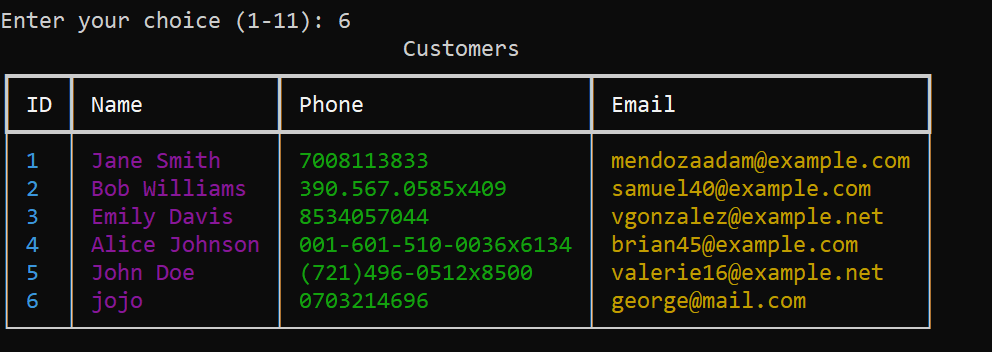 Enter your choice (1-11): 6
Customers
ID Name Phone Email
1 Jane Smith 7008113833 mendozaadam@example.com
2 Bob Williams 390.567.0585x409 samuel40@example.com
3 Emily Davis 8534057044 vgonzalez@example.net
4 Alice Johnson 001-601-510-0036x6134 brian45@example.com
5 John Doe (721)496-0512x8500 valerie16@example.net
6 jojo 0703214696 george@mail.com